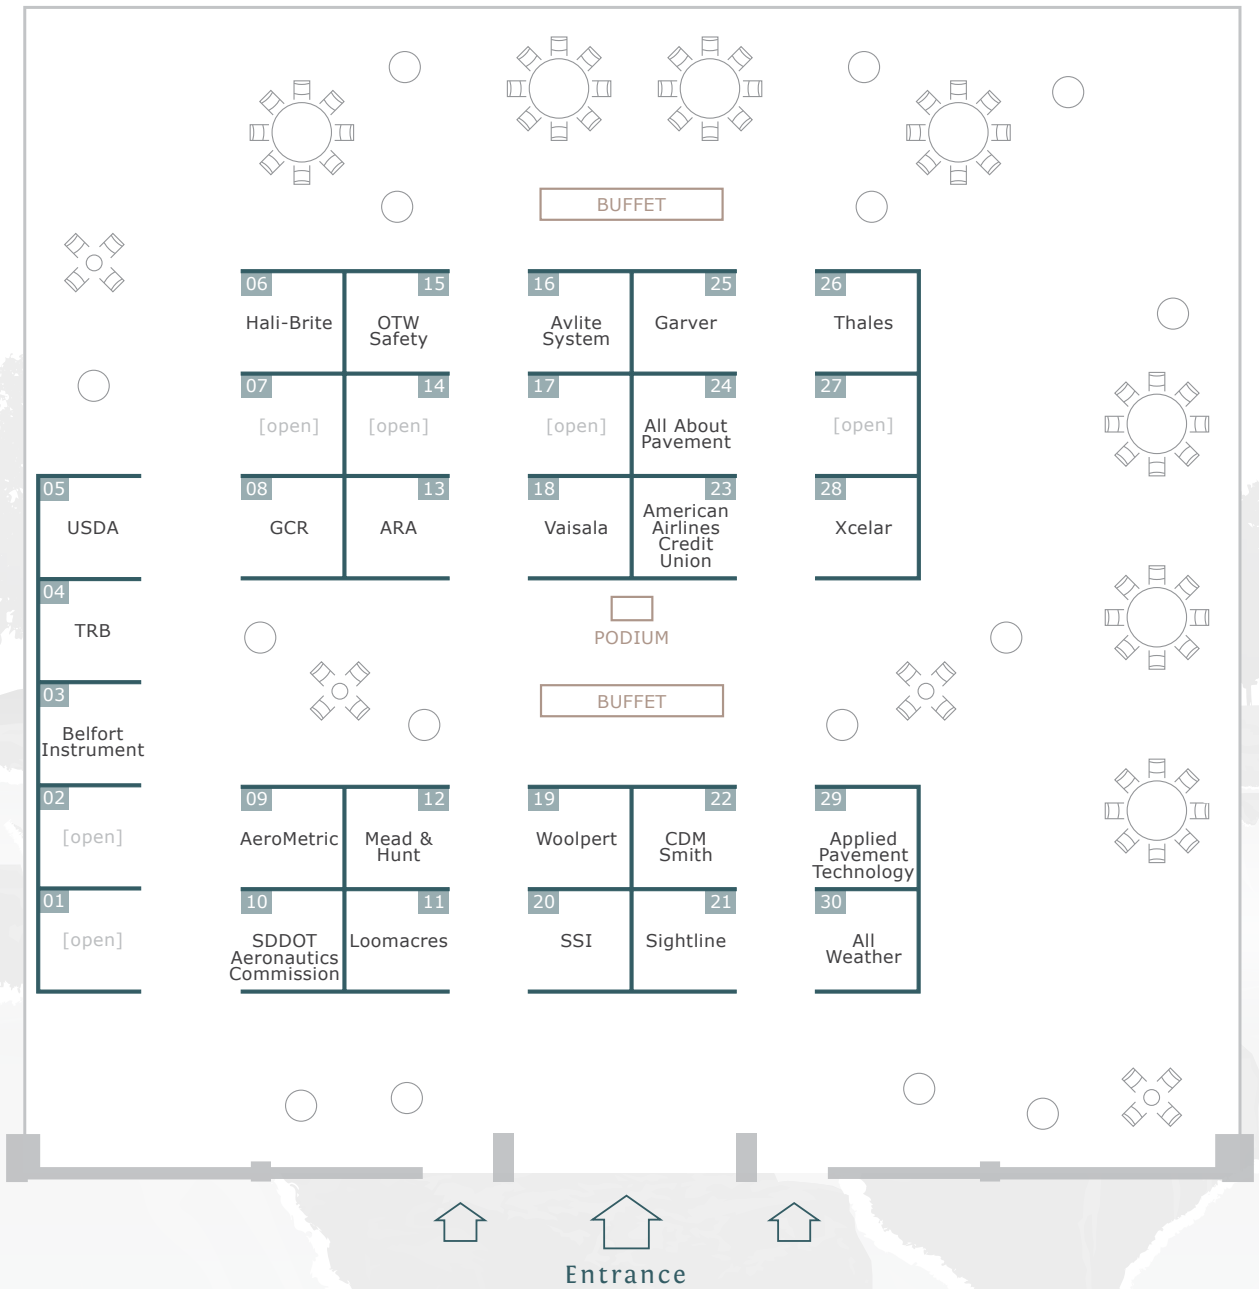 BUFFET
06
Hali-Brite
15
OTW
Safety
16
Avlite
System
25
Garver
26
Thales
07
[open]
14
[open]
17
[open]
24
All About
Pavement
27
[open]
05
USDA
08
GCR
13
ARA
18
Vaisala
23
American
Airlines
Credit
Union
28
Xcelar
04
TRB
PODIUM
03
Belfort
Instrument
BUFFET
02
[open]
09
AeroMetric
12
Mead &
Hunt
19
Woolpert
22
CDM
Smith
29
Applied
Pavement
Technology
01
[open]
10
SDDOT
Aeronautics
Commission
11
Loomacres
20
SSI
21
Sightline
30
All
Weather
Entrance